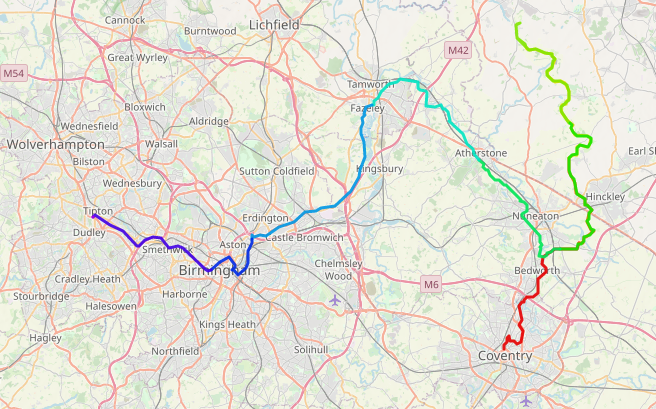 Cannock
Burntwood
Lichfield
Great Wyrley
M42
M54
Tamworth
Bloxwich
Fazeley
Aldridge
Wednesfield
Wolverhampton
Walsall
Atherstone
Earl S
Bilston
Sutton Coldfield
Kingsbury
Wednesbury
Hinckley
Tipton
Erdington
Nuneaton
Dudley
Aston
Castle Bromwich
Smethwick
Birmingham
Chelmsley
Wood
Bedworth
Cradley Heath
M6
Stourbridge
Harborne
Halesowen
Kings Heath
Hagley
Northfield
Solihull
Coventry